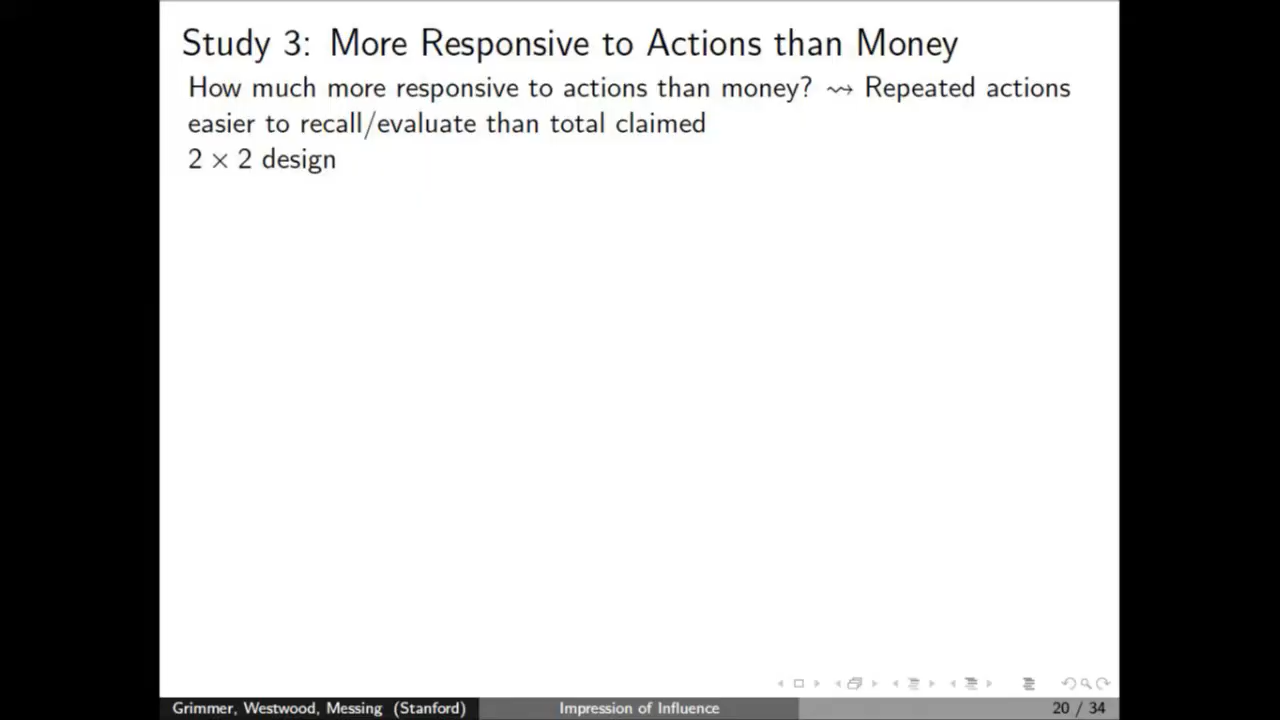 Study 3: More Responsive to Actions than Money
How much more responsive to actions than money? ⇝ Repeated actions
easier to recall/evaluate than total claimed
2 × 2 design
Grimmer, Westwood, Messing (Stanford)
Impression of Influence
20 / 34